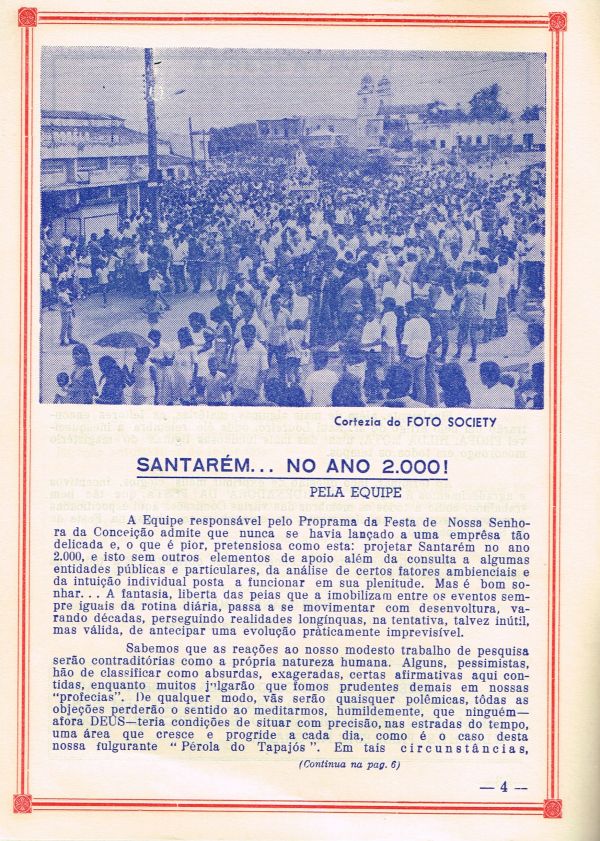 Cortezia do FOTO SOCIETY
SANTARÉM... NO ANO 2.000!
PELA EQUIPE
A Equipe responsável pelo Proprama da Festa de Nossa Senho-
ra da Conceição admite que nunca se havia lançado a uma emprêsa tão
delicada e, o que é pior, pretensiosa como esta: projetar Santarém no ano
2.000, e isto sem outros elementos de apoio além da consulta a algumas
entidades públicas e particulares, da análise de certos fatores ambienciais e
da intuição individual posta a funcionar em sua plenitude. Mas é bom so-
nhar... A fantasia, liberta das peias que a imobilizam entre os eventos sem-
pre iguais da rotina diária, passa a se movimentar com desenvoltura, va-
rando décadas, perseguindo realidades longínquas, na tentativa, talvez inútil,
mas válida, de antecipar uma evolução pràticamente imprevisível.
Sabemos que as reações ao nosso modesto trabalho de pesquisa
serão contraditórias como a própria natureza humana. Alguns, pessimistas,
hão de classificar como absurdas, exageradas, certas afirmativas aqui con-
tidas, enquanto muitos julgarão que fomos prudentes demais em nossas
"profecias". De qualquer modo, vãs serão quaisquer polêmicas, tôdas as
objeções perderão o sentido ao meditarmos, humildemente, que ninguém—
afora DEUS—teria condições de situar com precisão, nas estradas do tempo,
uma área que cresce e progride a cada dia, como é o caso desta
nossa fulgurante "Pérola do Tapajós". Em tais circunstâncias,
(Continua na pag. 6)
— 4 —